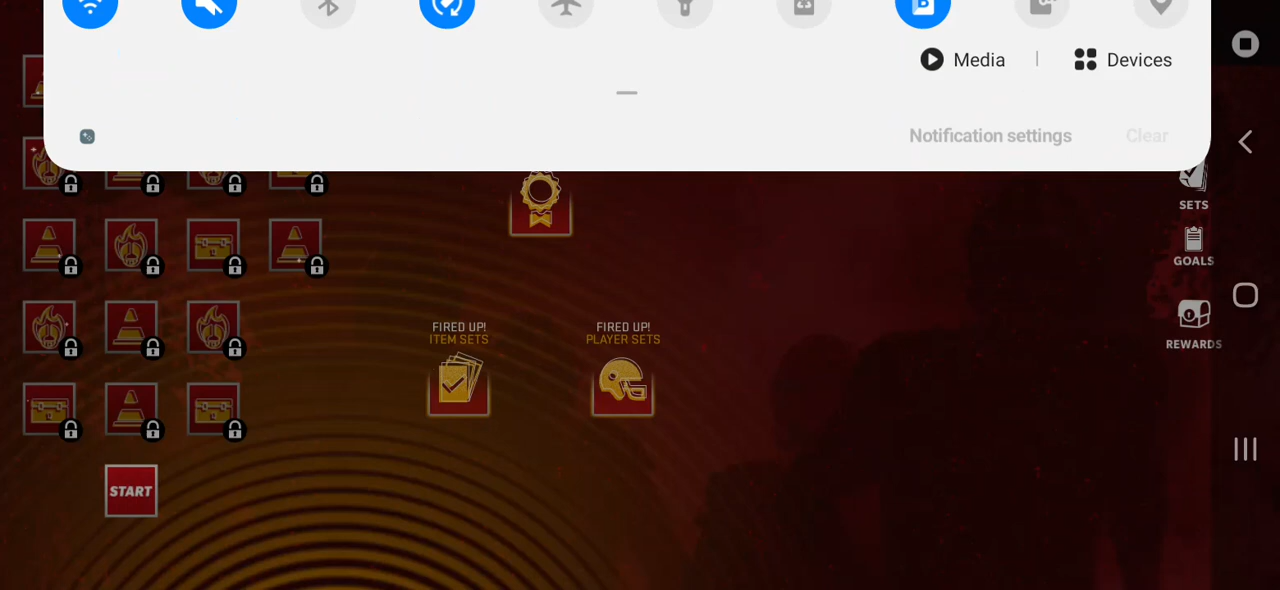 Media
Devices
Notification settings
Clear
SETS
GOALS
REWARDS
FIRED UP!
ITEM SETS
FIRED UP!
PLAYER SETS
START